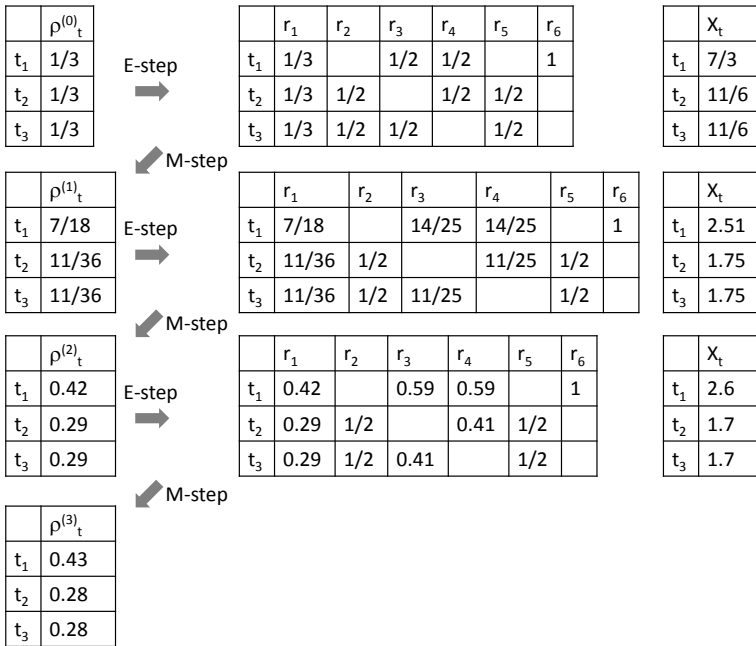 ρ⁽⁰⁾ₜ r₁ r₂ r₃ r₄ r₅ r₆ Xₜ
t₁ 1/3 t₁ 1/3 1/2 1/2 1 t₁ 7/3
E-step
t₂ 1/3 t₂ 1/3 1/2 1/2 1/2 t₂ 11/6
t₃ 1/3 t₃ 1/3 1/2 1/2 1/2 t₃ 11/6
M-step
ρ⁽¹⁾ₜ r₁ r₂ r₃ r₄ r₅ r₆ Xₜ
t₁ 7/18 t₁ 7/18 14/25 14/25 1 t₁ 2.51
E-step
t₂ 11/36 t₂ 11/36 1/2 11/25 1/2 t₂ 1.75
t₃ 11/36 t₃ 11/36 1/2 11/25 1/2 t₃ 1.75
M-step
ρ⁽²⁾ₜ r₁ r₂ r₃ r₄ r₅ r₆ Xₜ
t₁ 0.42 t₁ 0.42 0.59 0.59 1 t₁ 2.6
E-step
t₂ 0.29 t₂ 0.29 1/2 0.41 1/2 t₂ 1.7
t₃ 0.29 t₃ 0.29 1/2 0.41 1/2 t₃ 1.7
M-step
ρ⁽³⁾ₜ
t₁ 0.43
t₂ 0.28
t₃ 0.28